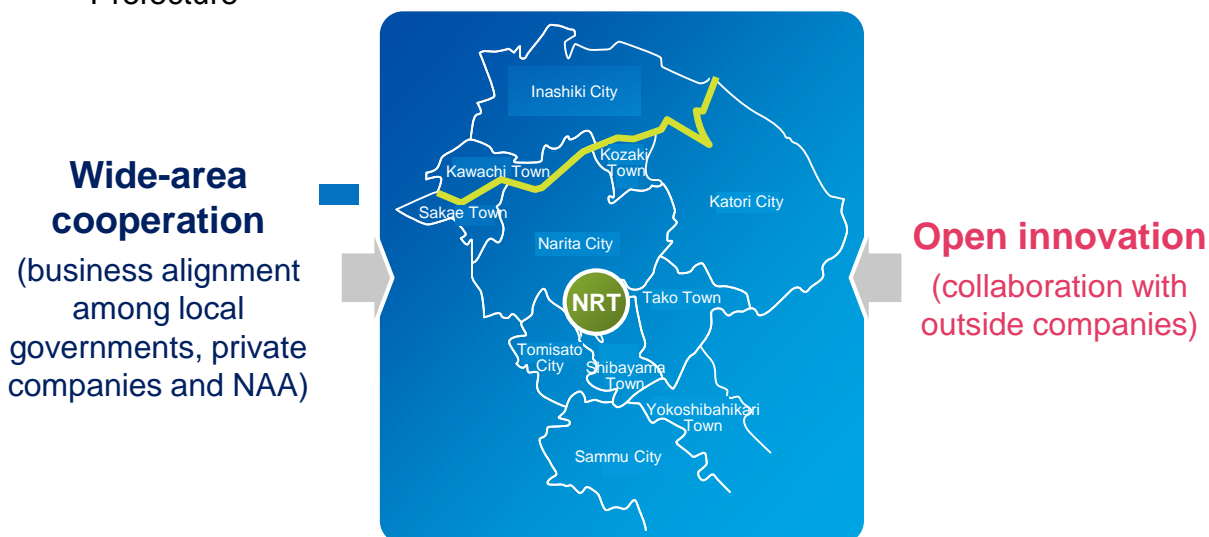 Prefecture
Wide-area
cooperation
(business alignment
among local
governments, private
companies and NAA)
Inashiki City
Kawachi Town
Kozaki
Town
Sakae Town
Katori City
Narita City
NRT
Tako Town
Tomisato
City
Shibayama
Town
Yokoshibahikari
Town
Sammu City
Open innovation
(collaboration with
outside companies)